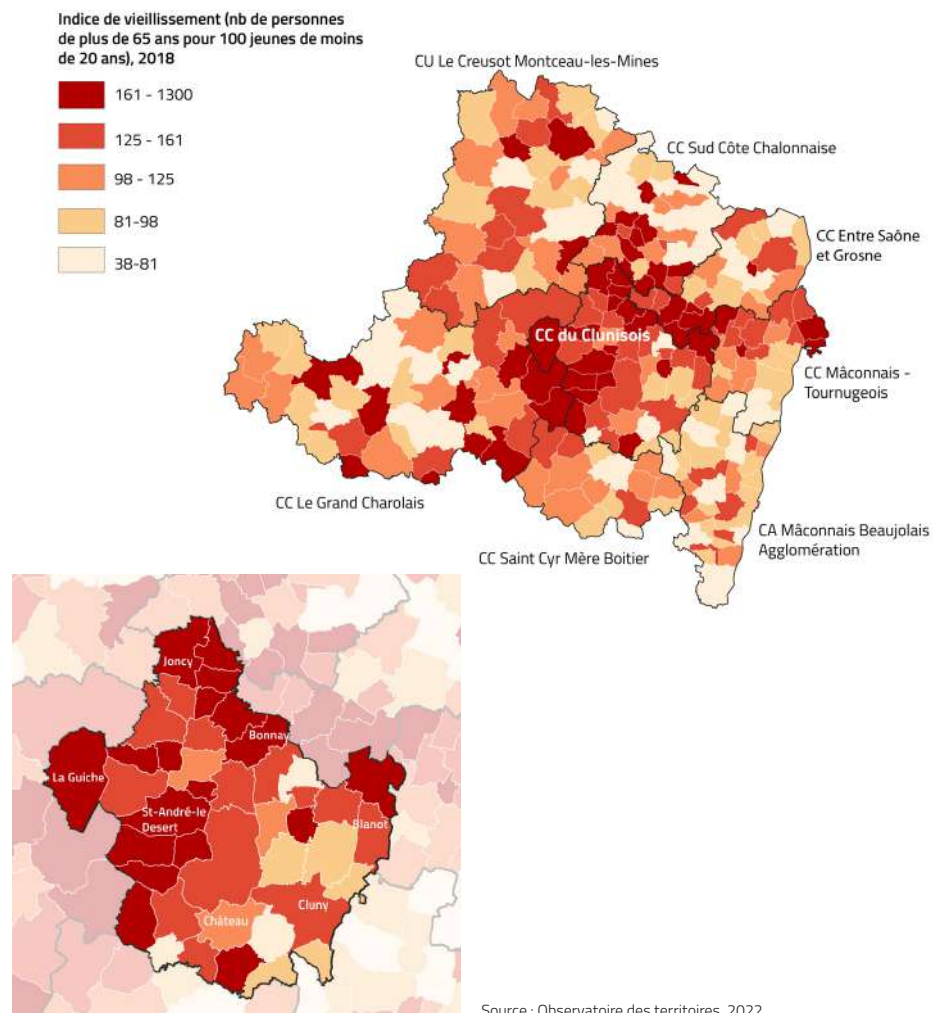 Indice de vieillissement (nb de personnes
de plus de 65 ans pour 100 jeunes de moins
de 20 ans), 2018
161 - 1300
125 - 161
98 - 125
81-98
38-81
CU Le Creusot Montceau-les-Mines
CC Sud Côte Chalonnaise
CC Entre Saône
et Grosne
CC du Clunisois
CC Mâconnais -
Tournugeois
CC Le Grand Charolais
CC Saint Cyr Mère Boitier
CA Mâconnais Beaujolais
Agglomération
Joncy
Bonnay
La Guiche
St-André-le
Desert
Blanot
Cluny
Château
Source : Observatoire des territoires, 2022